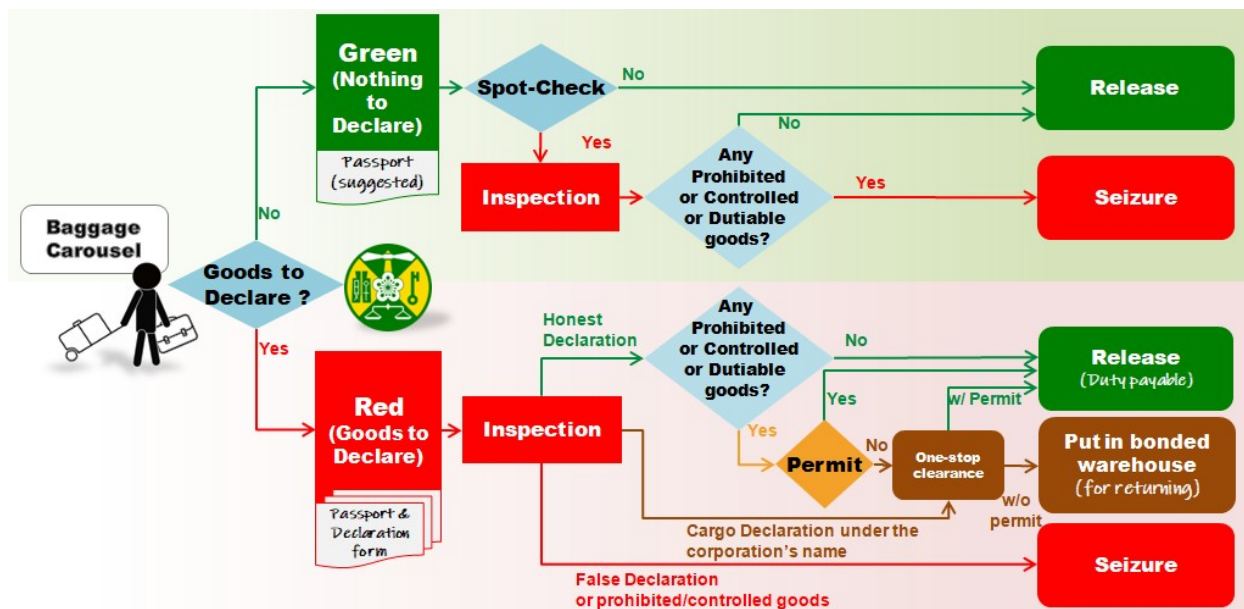 Green
(Nothing
to
Declare)
Passport
(suggested)
Spot-Check
No
Release
Yes
No
Inspection
Any
Prohibited
or Controlled
or Dutiable
goods?
Yes
Seizure
Baggage
Carousel
No
Goods to
Declare ?
Yes
Red
(Goods to
Declare)
Passport &
Declaration
form
Inspection
Honest
Declaration
Any
Prohibited
or Controlled
or Dutiable
goods?
No
Release
(Duty payable)
Yes
w/ Permit
Yes
Permit
No
One-stop
clearance
Put in bonded
warehouse
(for returning)
w/o
permit
Cargo Declaration under the
corporation's name
Seizure
False Declaration
or prohibited/controlled goods